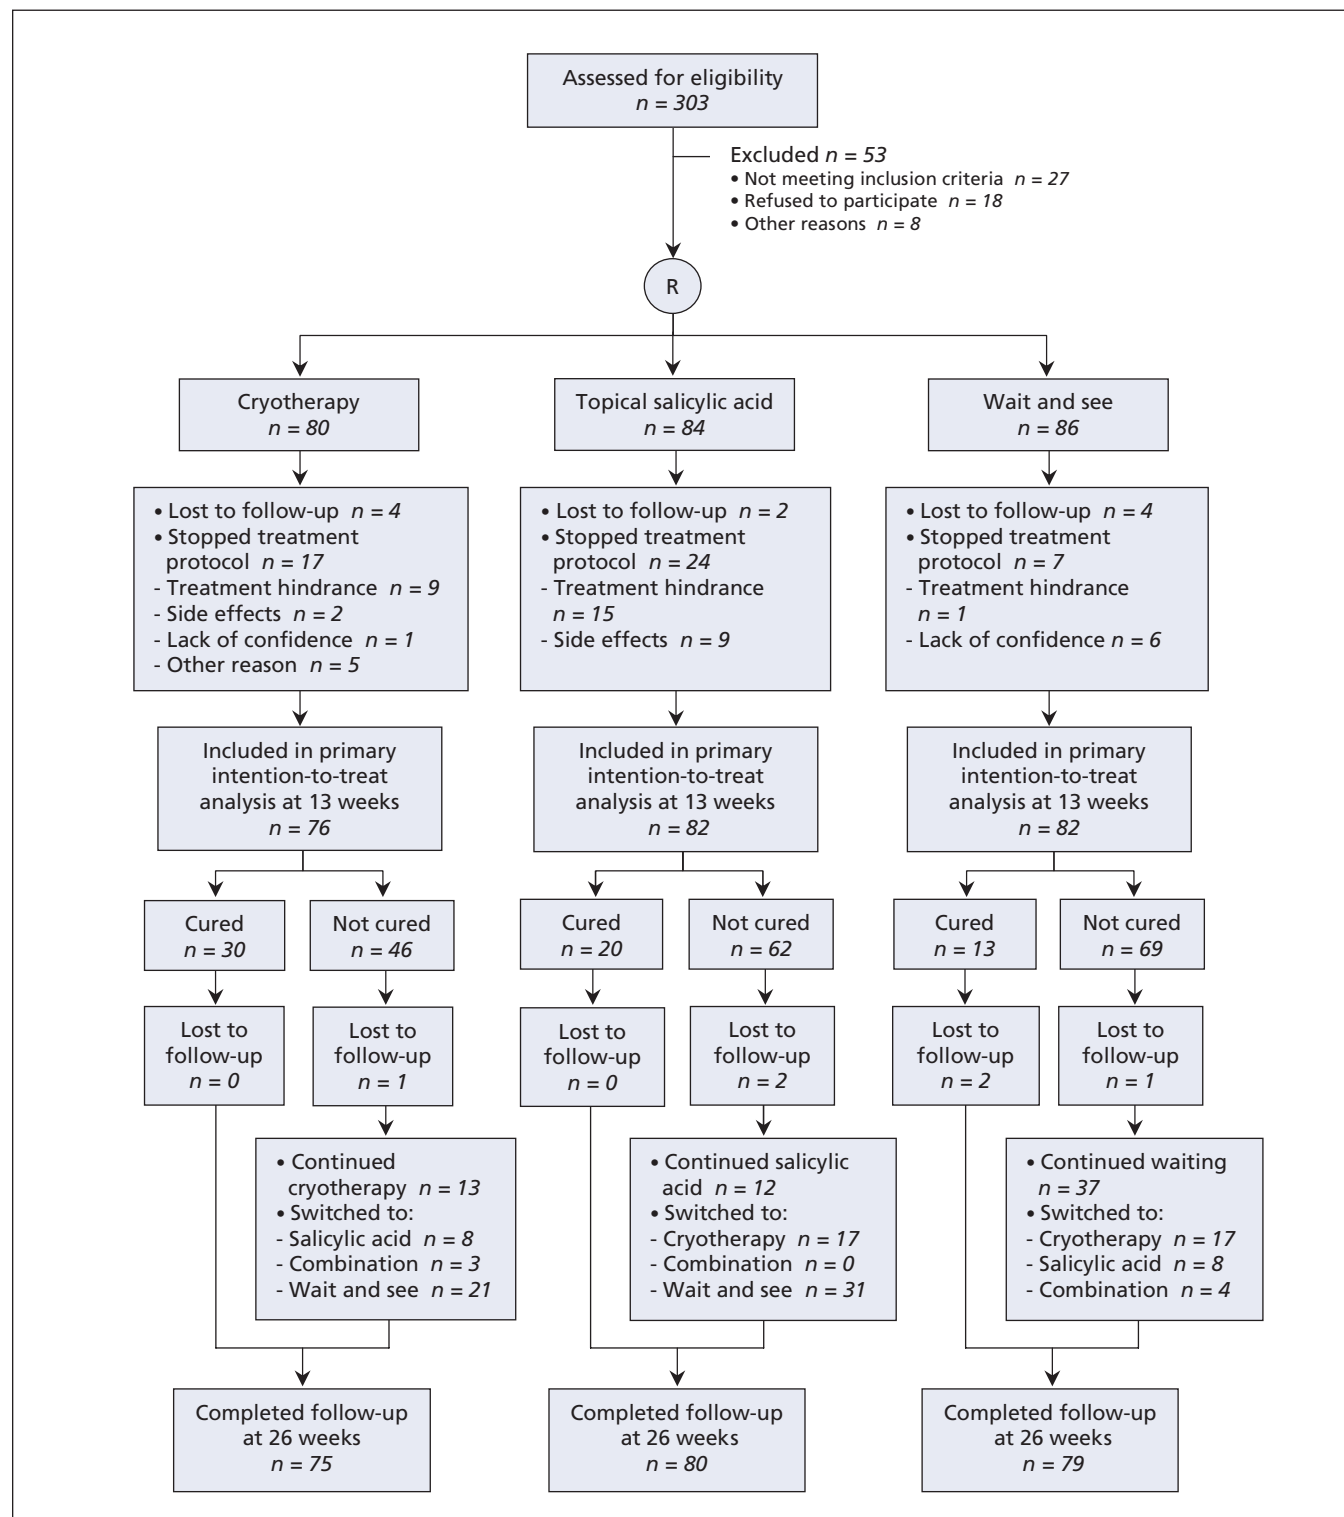 Assessed for eligibility
n = 303
Excluded n = 53
• Not meeting inclusion criteria n = 27
• Refused to participate n = 18
• Other reasons n = 8
R
Cryotherapy
n = 80
Topical salicylic acid
n = 84
Wait and see
n = 86
• Lost to follow-up n = 4
• Stopped treatment
protocol n = 17
- Treatment hindrance n = 9
- Side effects n = 2
- Lack of confidence n = 1
- Other reason n = 5
• Lost to follow-up n = 2
• Stopped treatment
protocol n = 24
- Treatment hindrance
n = 15
- Side effects n = 9
• Lost to follow-up n = 4
• Stopped treatment
protocol n = 7
- Treatment hindrance
n = 1
- Lack of confidence n = 6
Included in primary
intention-to-treat
analysis at 13 weeks
n = 76
Included in primary
intention-to-treat
analysis at 13 weeks
n = 82
Included in primary
intention-to-treat
analysis at 13 weeks
n = 82
Cured
n = 30
Not cured
n = 46
Cured
n = 20
Not cured
n = 62
Cured
n = 13
Not cured
n = 69
Lost to
follow-up
n = 0
Lost to
follow-up
n = 1
Lost to
follow-up
n = 0
Lost to
follow-up
n = 2
Lost to
follow-up
n = 2
Lost to
follow-up
n = 1
• Continued
cryotherapy n = 13
• Switched to:
- Salicylic acid n = 8
- Combination n = 3
- Wait and see n = 21
• Continued salicylic
acid n = 12
• Switched to:
- Cryotherapy n = 17
- Combination n = 0
- Wait and see n = 31
• Continued waiting
n = 37
• Switched to:
- Cryotherapy n = 17
- Salicylic acid n = 8
- Combination n = 4
Completed follow-up
at 26 weeks
n = 75
Completed follow-up
at 26 weeks
n = 80
Completed follow-up
at 26 weeks
n = 79